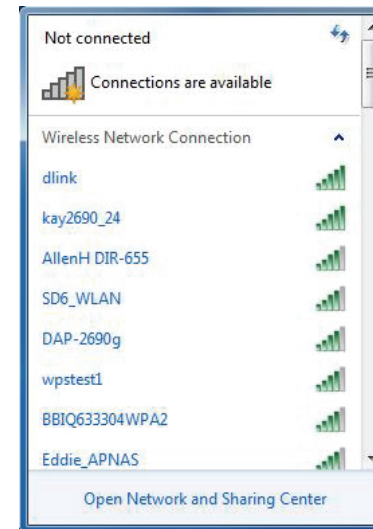 Not connected
Connections are available
Wireless Network Connection
dlink
kay2690_24
AllenH DIR-655
SD6_WLAN
DAP-2690g
wpstest1
BBIQ633304WPA2
Eddie_APNAS
Open Network and Sharing Center